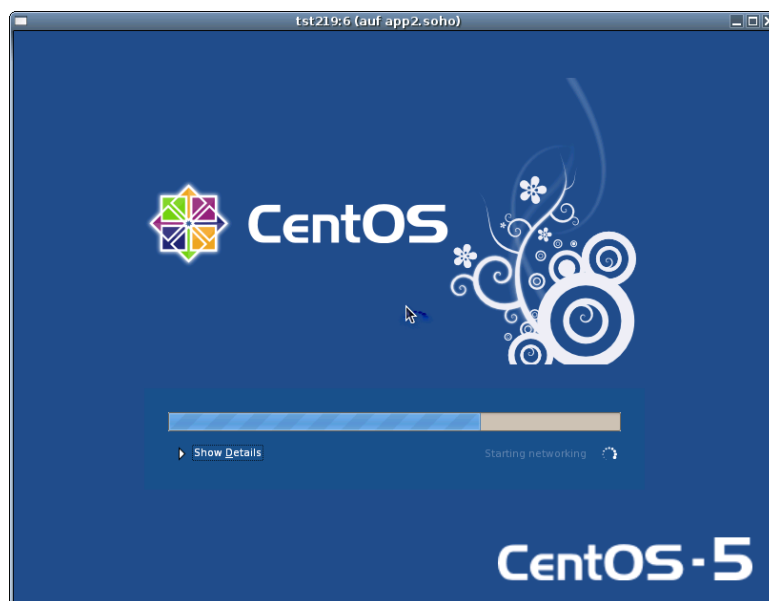 tst219:6 (auf app2.soho)
CentOS
Show Details
Starting networking
CentOS-5